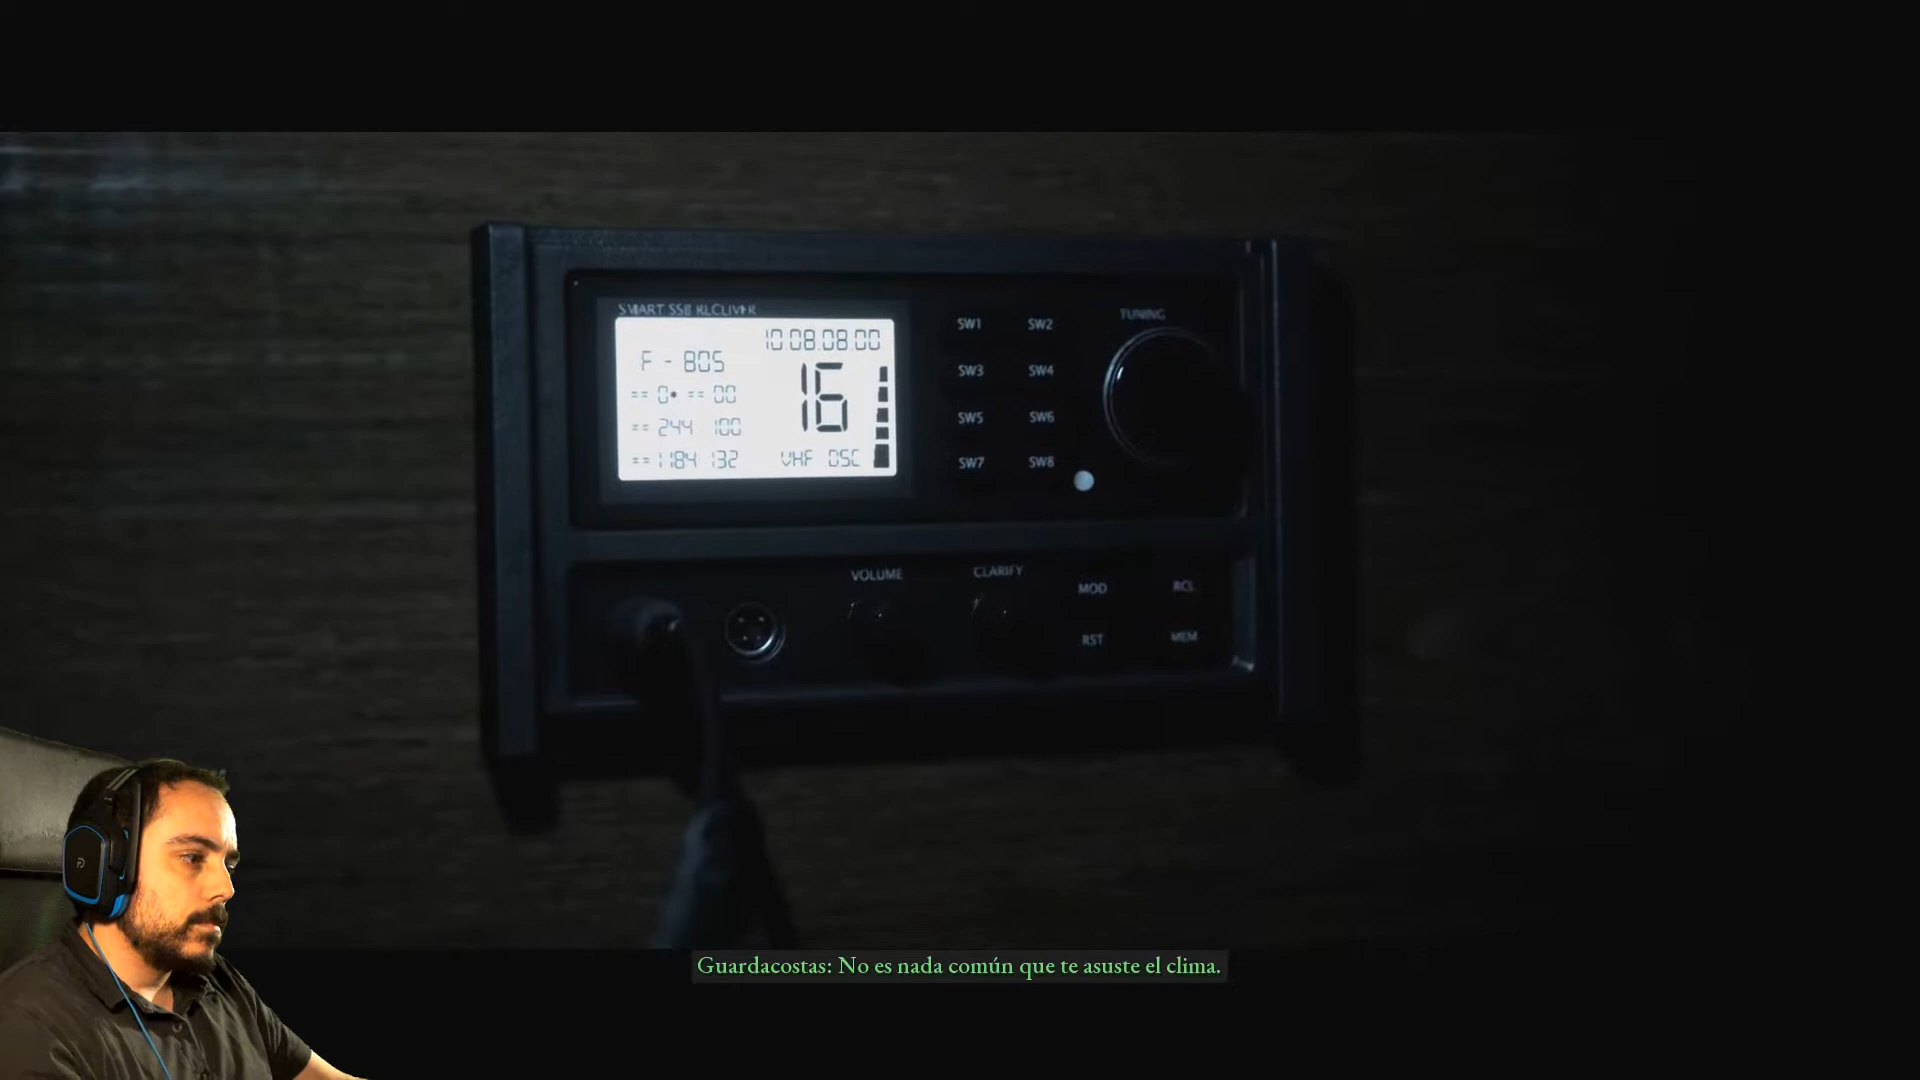 SMART SSB RECEIVER
10 08.08 00
F - 805
16
== 0* == 00
== 244 100
== 1184 132
VHF DSC
SW1 SW2
SW3 SW4
SW5 SW6
SW7 SW8
TUNING
VOLUME
CLARIFY
MOD RCL
RST MEM
Guardacostas: No es nada común que te asuste el clima.